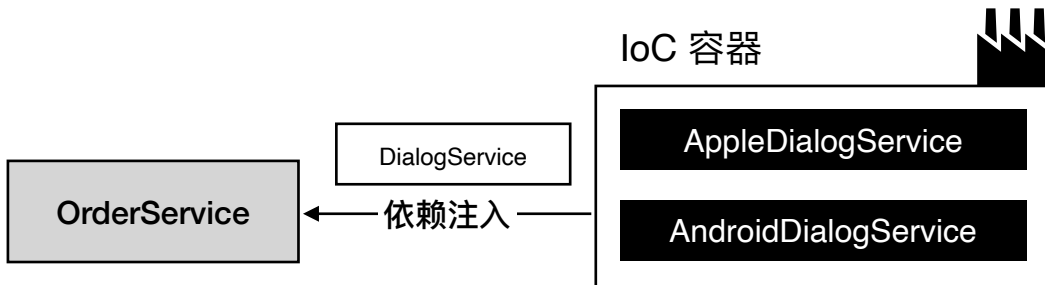 IoC 容器
AppleDialogService
DialogService
OrderService
依赖注入
AndroidDialogService